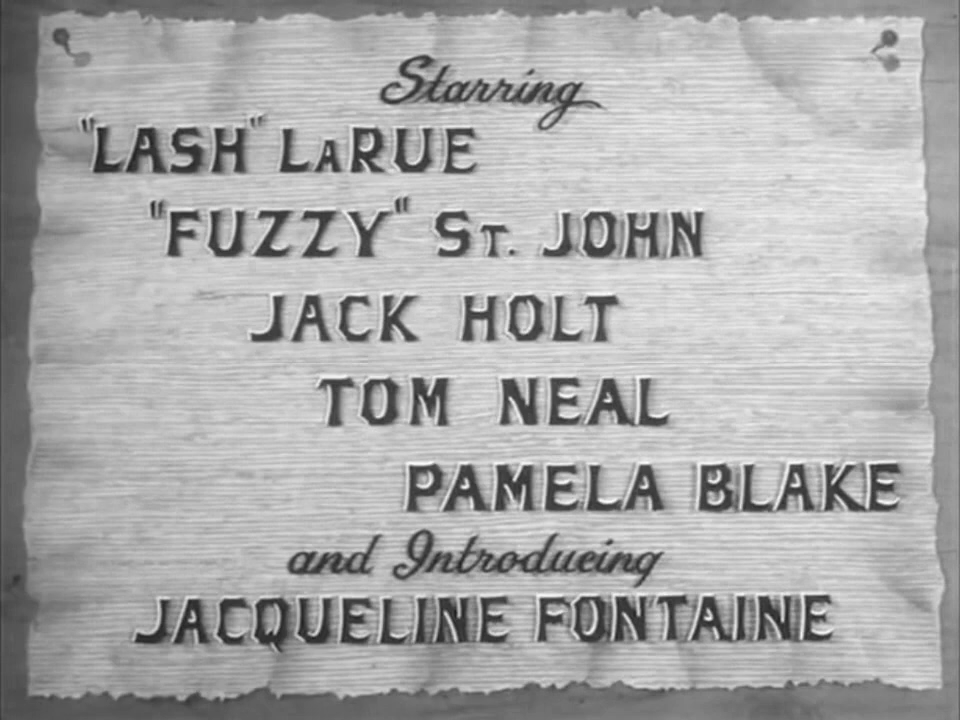 Starring
"LASH" LARUE
"FUZZY" ST. JOHN
JACK HOLT
TOM NEAL
PAMELA BLAKE
and Introducing
JACQUELINE FONTAINE